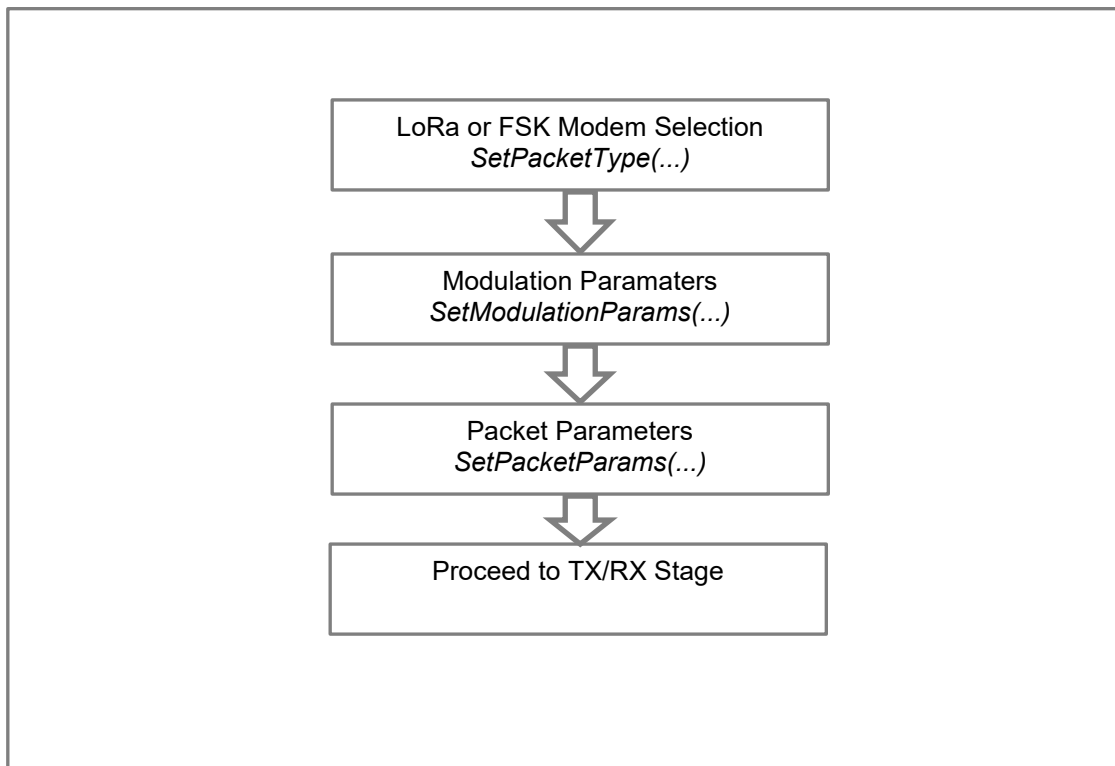 LoRa or FSK Modem Selection
SetPacketType(...)
Modulation Paramaters
SetModulationParams(...)
Packet Parameters
SetPacketParams(...)
Proceed to TX/RX Stage